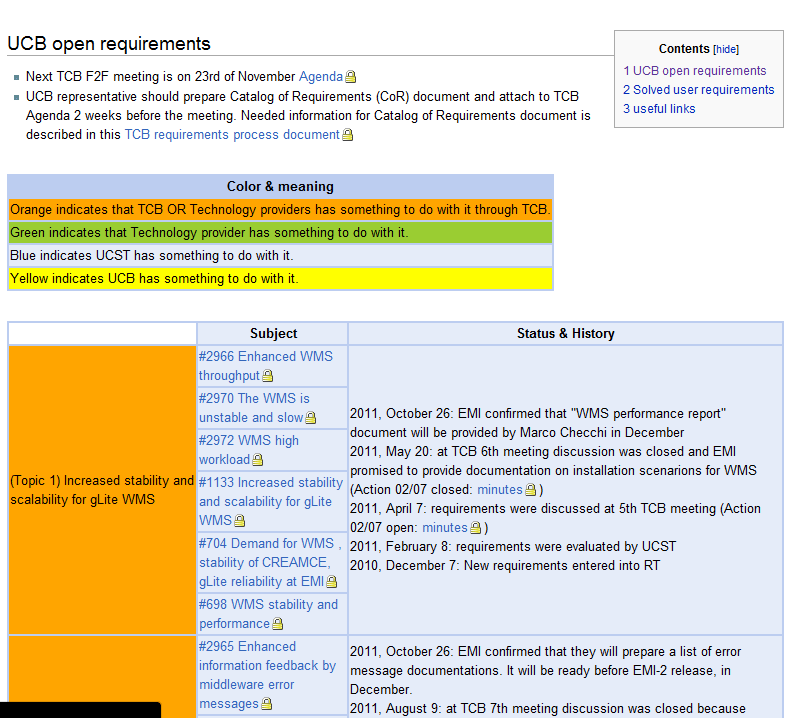 UCB open requirements
Next TCB F2F meeting is on 23rd of November Agenda
UCB representative should prepare Catalog of Requirements (CoR) document and attach to TCB
Agenda 2 weeks before the meeting. Needed information for Catalog of Requirements document is
described in this TCB requirements process document
Contents [hide]
1 UCB open requirements
2 Solved user requirements
3 useful links
Color & meaning
Orange indicates that TCB OR Technology providers has something to do with it through TCB.
Green indicates that Technology provider has something to do with it.
Blue indicates UCST has something to do with it.
Yellow indicates UCB has something to do with it.
Subject
Status & History
(Topic 1) Increased stability and
scalability for gLite WMS
#2966 Enhanced WMS
throughput
#2970 The WMS is
unstable and slow
#2972 WMS high
workload
#1133 Increased stability
and scalability for gLite
WMS
#704 Demand for WMS ,
stability of CREAMCE,
gLite reliability at EMI
#698 WMS stability and
performance
2011, October 26: EMI confirmed that "WMS performance report"
document will be provided by Marco Checchi in December
2011, May 20: at TCB 6th meeting discussion was closed and EMI
promised to provide documentation on installation scenarions for WMS
(Action 02/07 closed: minutes )
2011, April 7: requirements were discussed at 5th TCB meeting (Action
02/07 open: minutes )
2011, February 8: requirements were evaluated by UCST
2010, December 7: New requirements entered into RT
#2965 Enhanced
information feedback by
middleware error
messages
2011, October 26: EMI confirmed that they will prepare a list of error
message documentations. It will be ready before EMI-2 release, in
December.
2011, August 9: at TCB 7th meeting discussion was closed because